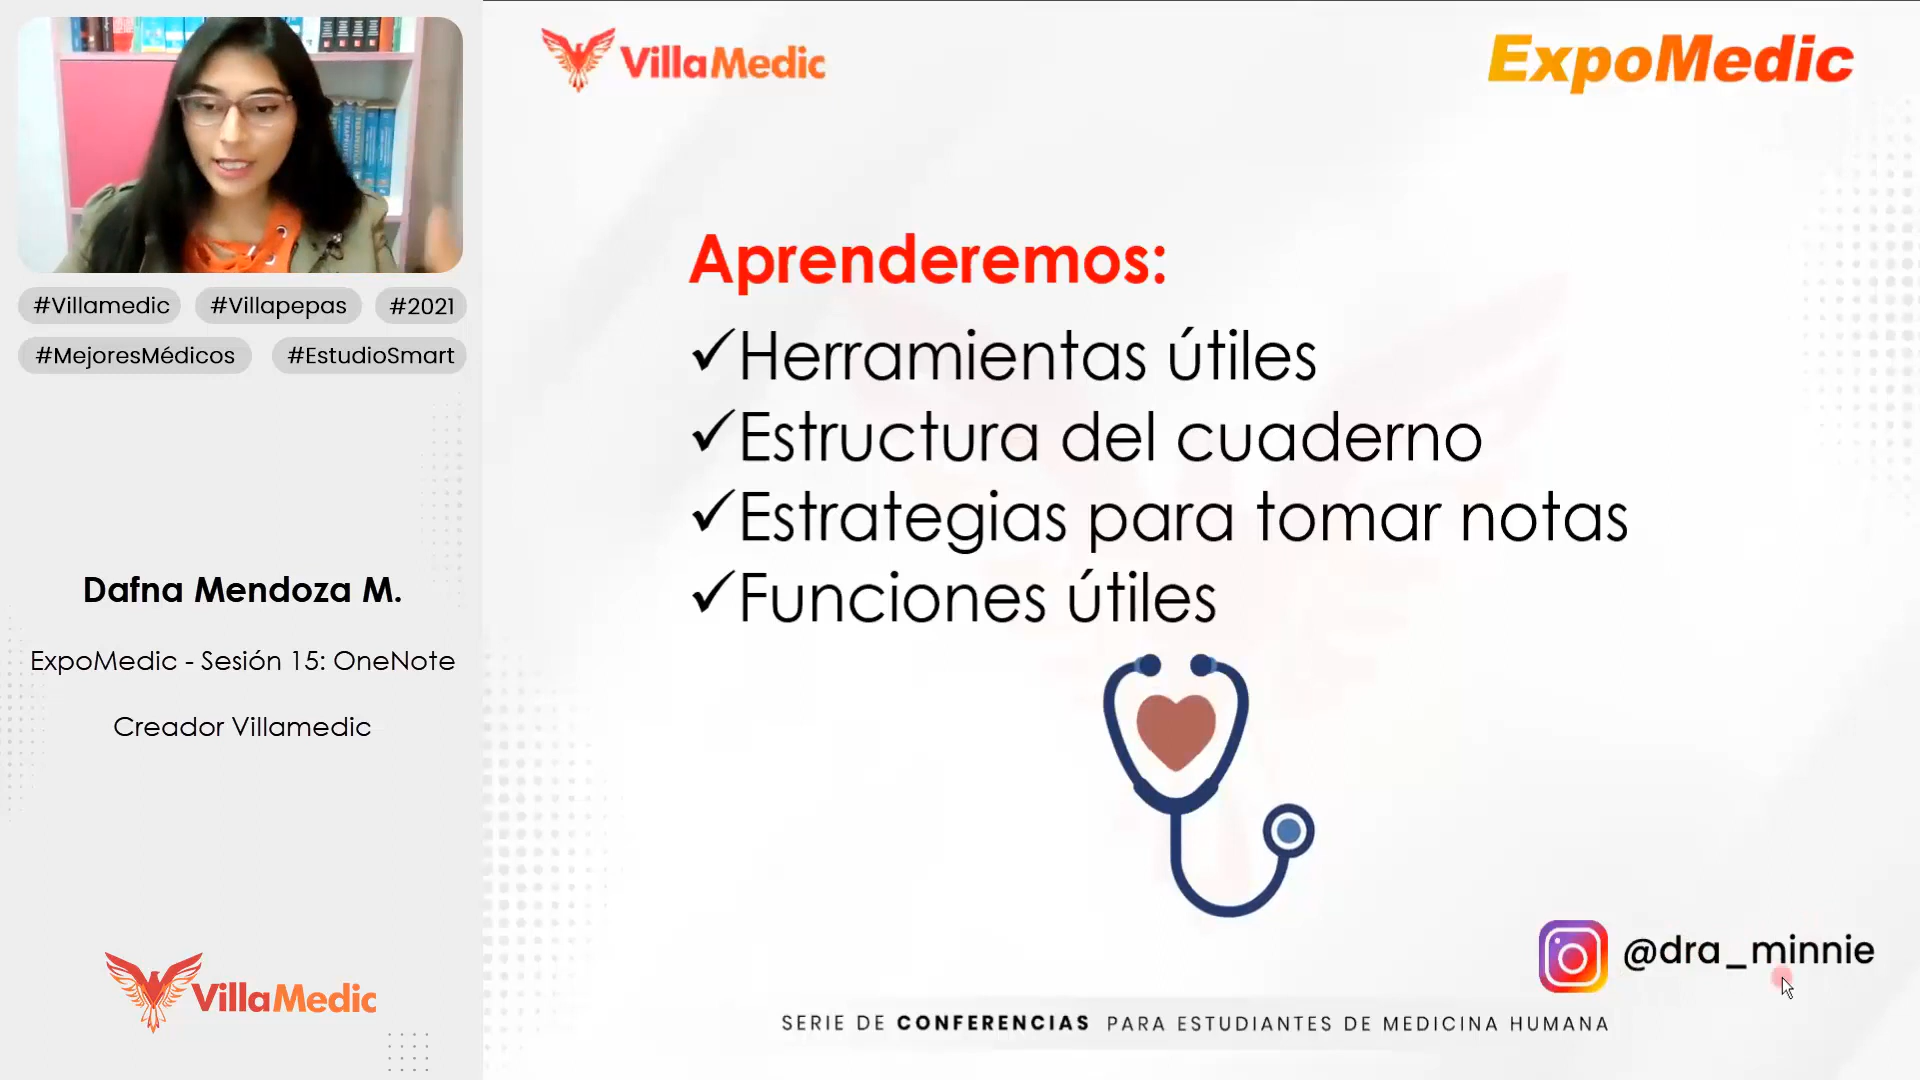 #Villamedic #Villapepas #2021
#MejoresMédicos #EstudioSmart
Dafna Mendoza M.
ExpoMedic - Sesión 15: OneNote
Creador Villamedic
VillaMedic
VillaMedic
ExpoMedic
Aprenderemos:
✓Herramientas útiles
✓Estructura del cuaderno
✓Estrategias para tomar notas
✓Funciones útiles
@dra_minnie
SERIE DE CONFERENCIAS PARA ESTUDIANTES DE MEDICINA HUMANA